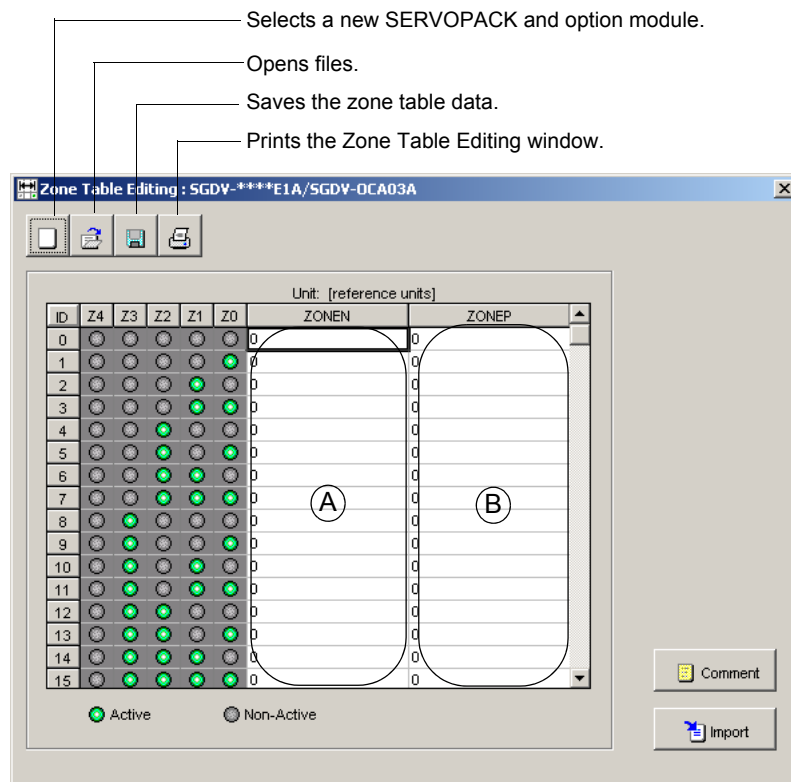 Selects a new SERVOPACK and option module.
Opens files.
Saves the zone table data.
Prints the Zone Table Editing window.
Zone Table Editing : SGDV-****E1A/SGDV-OCA03A
Unit: [reference units]
ID Z4 Z3 Z2 Z1 Z0 ZONEN ZONEP
0 0 0
1 0 0
2 0 0
3 0 0
4 0 0
5 0 0
6 0 0
7 0 0
A B
8 0 0
9 0 0
10 0 0
11 0 0
12 0 0
13 0 0
14 0 0
15 0 0
Active Non-Active
Comment
Import